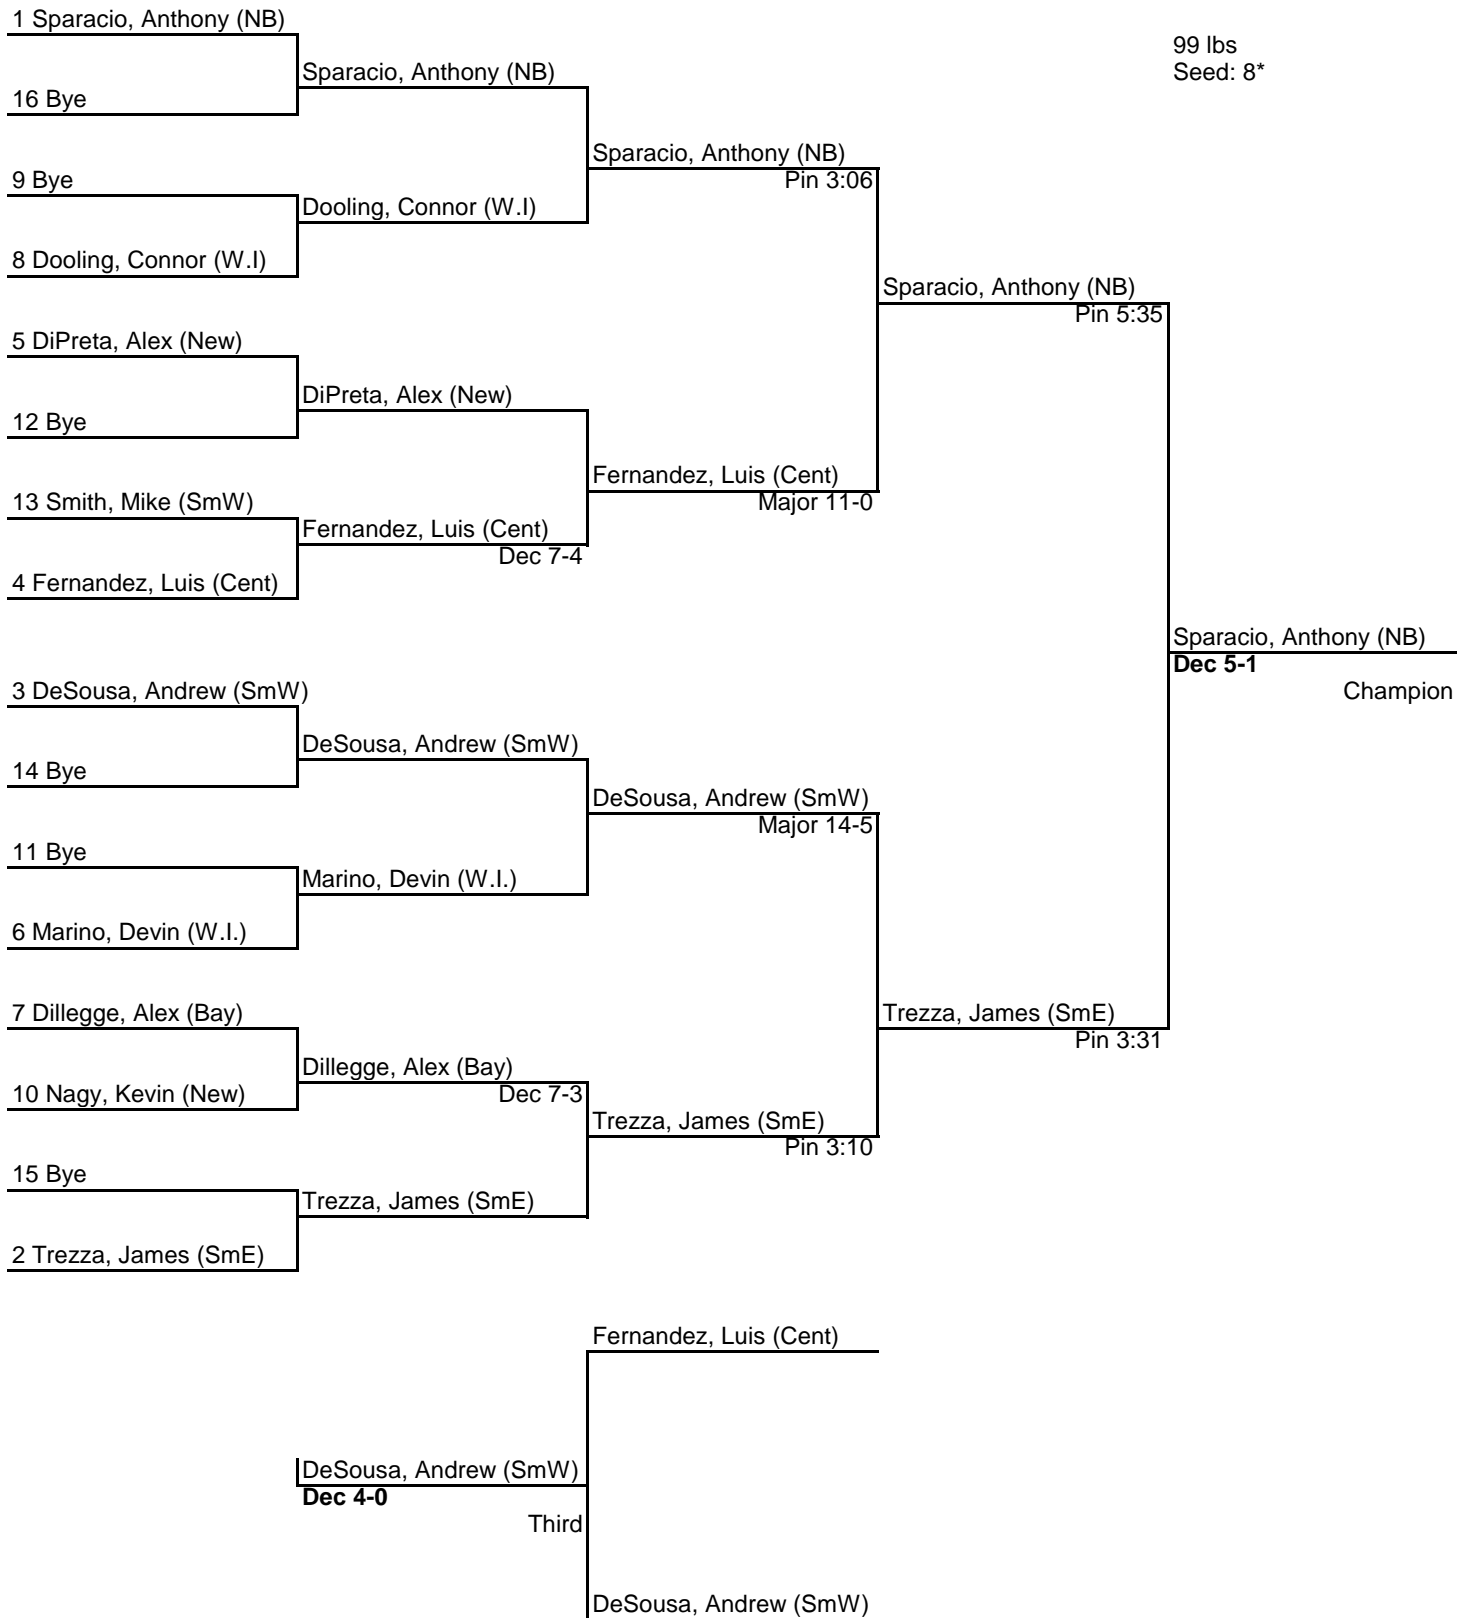 1 Sparacio, Anthony (NB)
99 lbs
Seed: 8*
Sparacio, Anthony (NB)
16 Bye
Sparacio, Anthony (NB)
Pin 3:06
9 Bye
Dooling, Connor (W.I)
8 Dooling, Connor (W.I)
Sparacio, Anthony (NB)
Pin 5:35
5 DiPreta, Alex (New)
DiPreta, Alex (New)
12 Bye
Fernandez, Luis (Cent)
Major 11-0
13 Smith, Mike (SmW)
Fernandez, Luis (Cent)
Dec 7-4
4 Fernandez, Luis (Cent)
Sparacio, Anthony (NB)
Dec 5-1
Champion
3 DeSousa, Andrew (SmW)
DeSousa, Andrew (SmW)
14 Bye
DeSousa, Andrew (SmW)
Major 14-5
11 Bye
Marino, Devin (W.I.)
6 Marino, Devin (W.I.)
7 Dillegge, Alex (Bay)
Trezza, James (SmE)
Pin 3:31
Dillegge, Alex (Bay)
Dec 7-3
10 Nagy, Kevin (New)
Trezza, James (SmE)
Pin 3:10
15 Bye
Trezza, James (SmE)
2 Trezza, James (SmE)
Fernandez, Luis (Cent)
DeSousa, Andrew (SmW)
Dec 4-0
Third
DeSousa, Andrew (SmW)